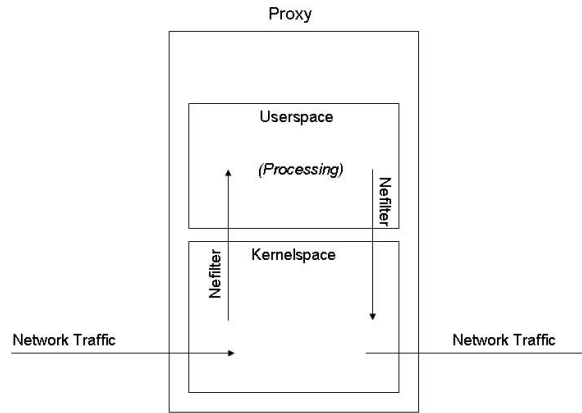 Proxy
Userspace
(Processing)
Nefilter
Nefilter
Kernelspace
Network Traffic
Network Traffic